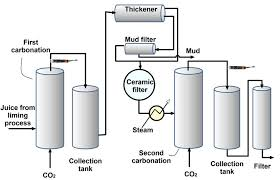 Thickener
First
carbonation
Mud filter
Mud
Ceramic
filter
Juice from
liming
process
Steam
Second
carbonation
Collection
tank
CO2
CO2
Collection
tank
Filter